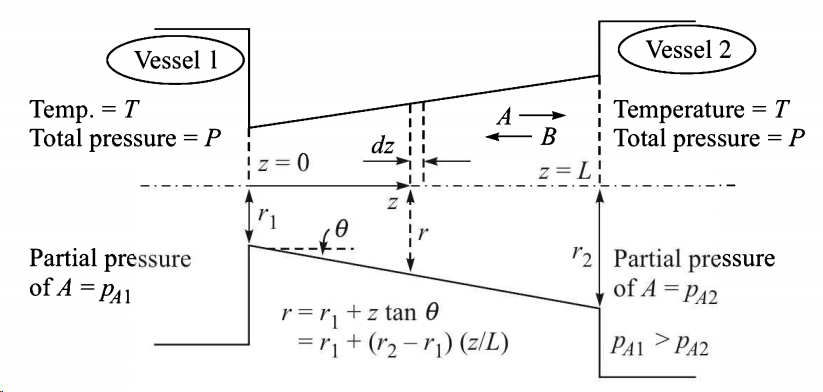 Vessel 1
Vessel 2
Temp. = T
Total pressure = P
Temperature = T
Total pressure = P
A
B
dz
z = 0
z = L
z
r₁
θ
r
r₂
Partial pressure
of A = pA1
Partial pressure
of A = pA2
r = r₁ + z tan θ
= r₁ + (r₂ – r₁) (z/L)
pA1 > pA2